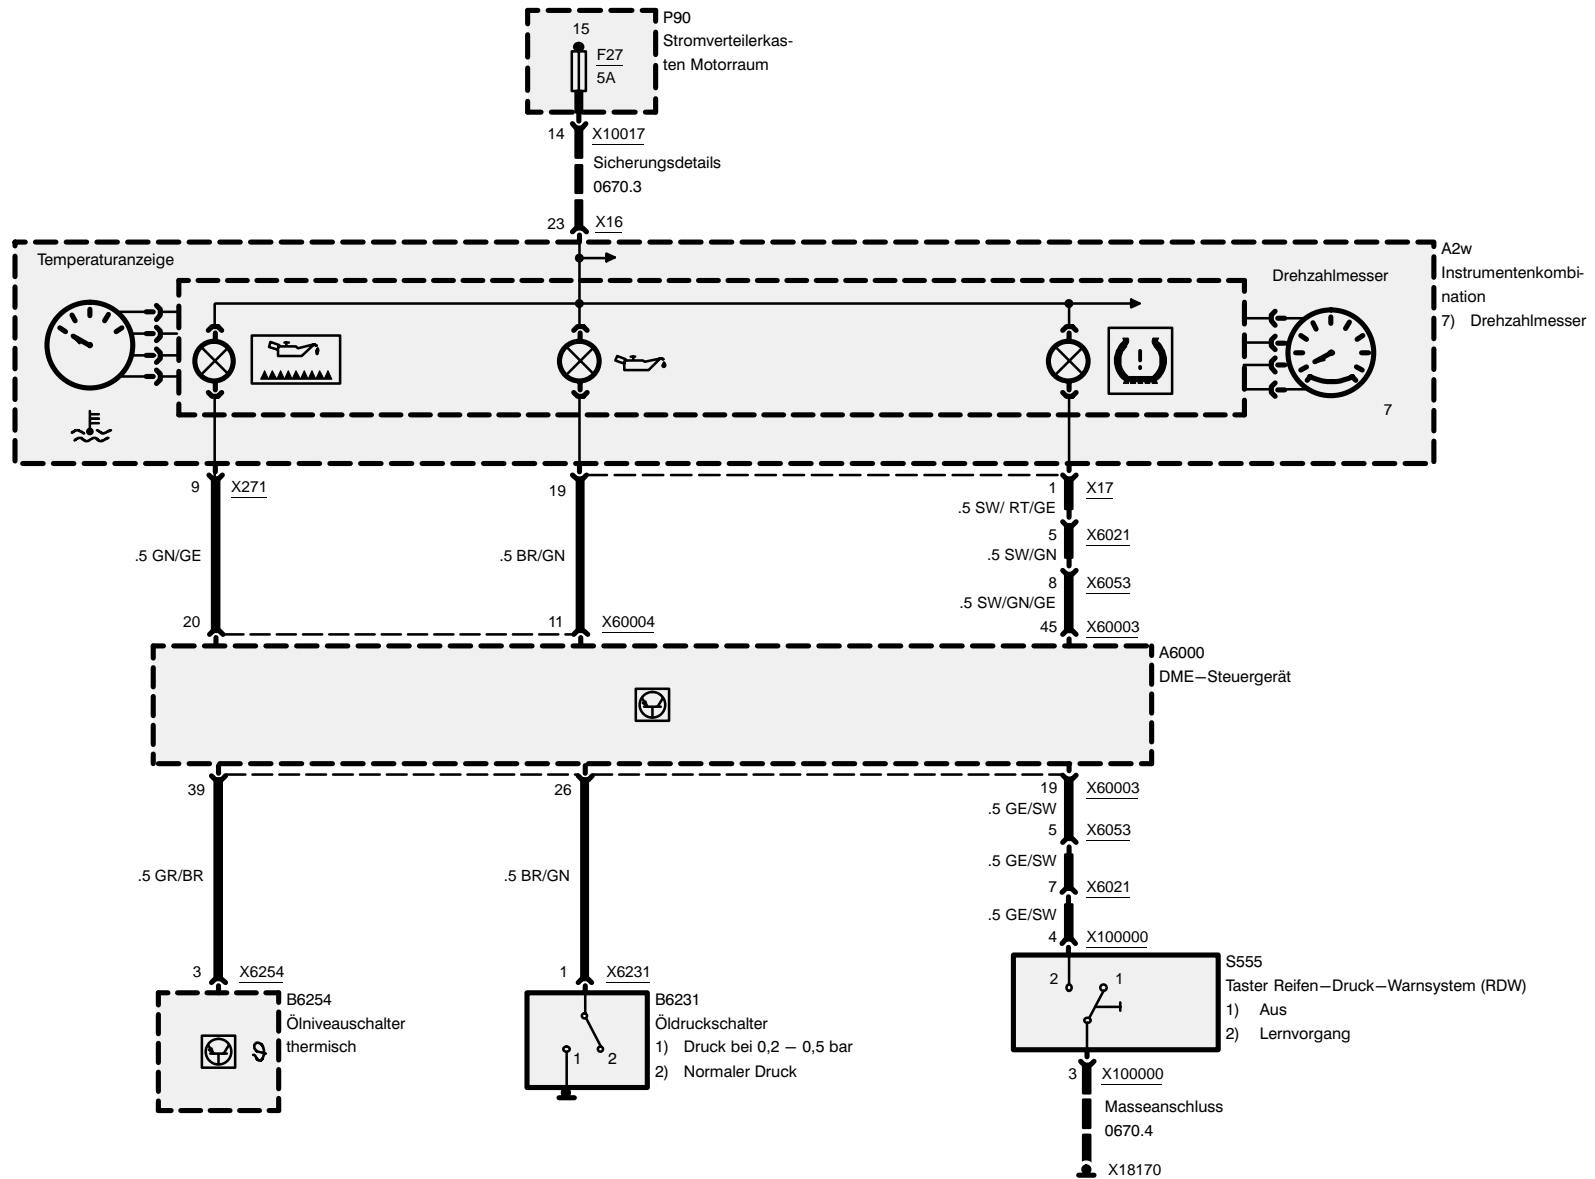 15
P90
F27
Stromverteilerkas-
5A
ten Motorraum
14 X10017
Sicherungsdetails
0670.3
23 X16
Temperaturanzeige
Drehzahlmesser
A2w
Instrumentenkombi-
nation
7) Drehzahlmesser
7
9 X271
19
1 X17
.5 SW/ RT/GE
5 X6021
.5 GN/GE
.5 BR/GN
.5 SW/GN
8 X6053
.5 SW/GN/GE
20
11 X60004
45 X60003
A6000
DME–Steuergerät
39
26
19 X60003
.5 GE/SW
5 X6053
.5 GR/BR
.5 BR/GN
.5 GE/SW
7 X6021
.5 GE/SW
4 X100000
3 X6254
1 X6231
S555
Taster Reifen–Druck–Warnsystem (RDW)
1) Aus
2) Lernvorgang
2 1
B6254
Ölniveauschalter
thermisch
B6231
Öldruckschalter
1) Druck bei 0,2 – 0,5 bar
2) Normaler Druck
1 2
3 X100000
Masseanschluss
0670.4
X18170